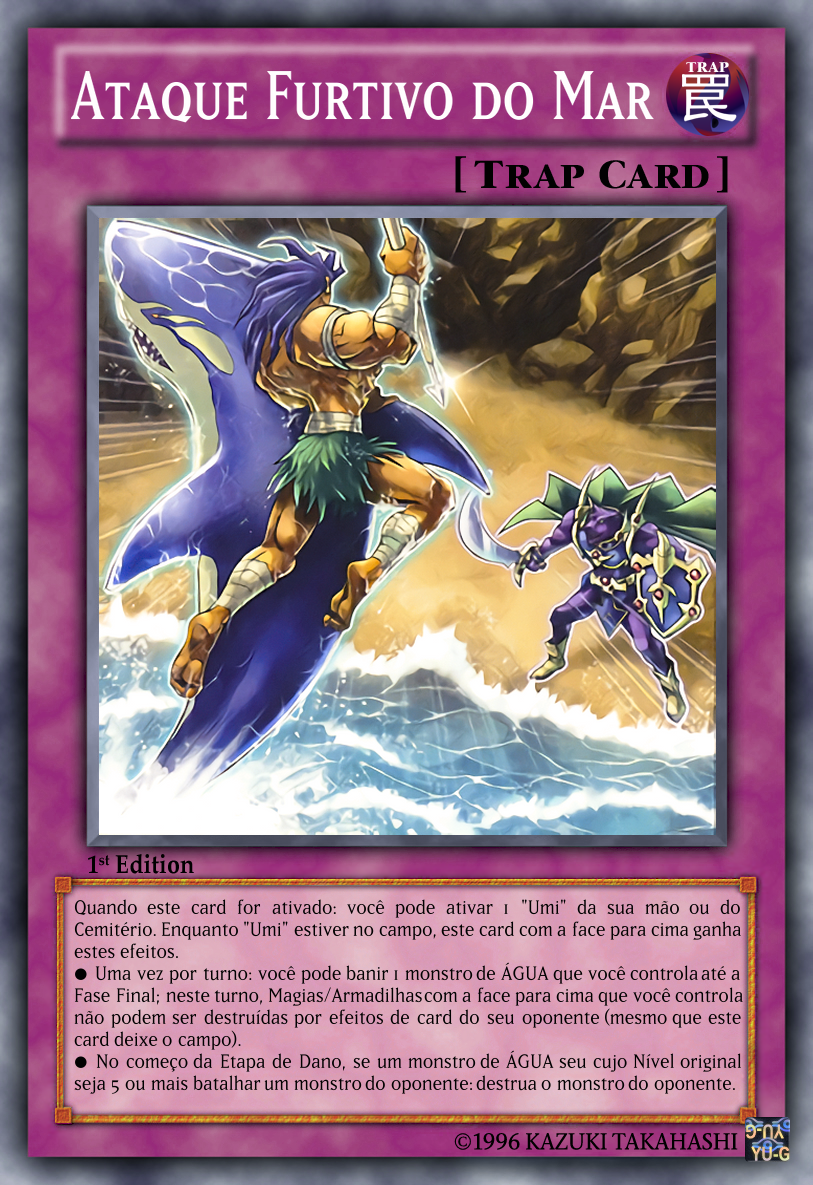 Ataque Furtivo do Mar
TRAP
罠
[Trap Card]
1st Edition
Quando este card for ativado: você pode ativar 1 "Umi" da sua mão ou do
Cemitério. Enquanto "Umi" estiver no campo, este card com a face para cima ganha
estes efeitos.
● Uma vez por turno: você pode banir 1 monstro de ÁGUA que você controla até a
Fase Final; neste turno, Magias/Armadilhas com a face para cima que você controla
não podem ser destruídas por efeitos de card do seu oponente (mesmo que este
card deixe o campo).
● No começo da Etapa de Dano, se um monstro de ÁGUA seu cujo Nível original
seja 5 ou mais batalhar um monstro do oponente: destrua o monstro do oponente.
©1996 KAZUKI TAKAHASHI
YU-G
YU-G